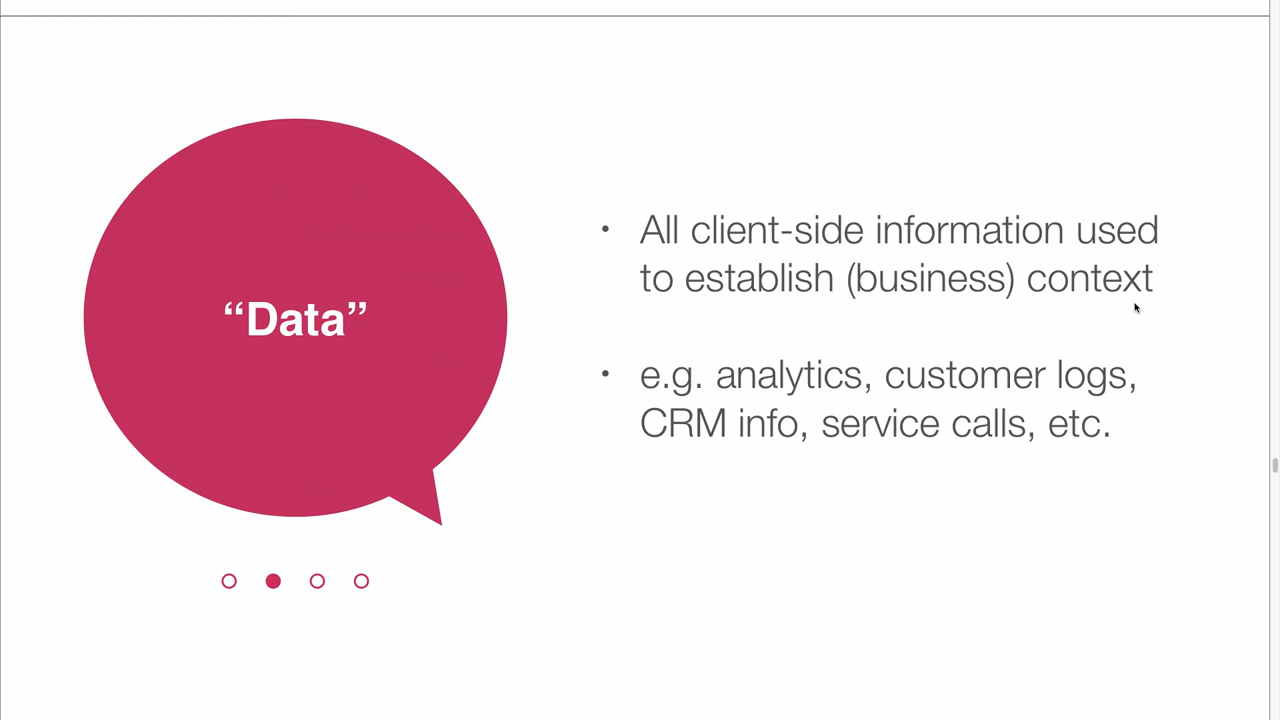 “Data”
• All client-side information used
to establish (business) context
• e.g. analytics, customer logs,
CRM info, service calls, etc.